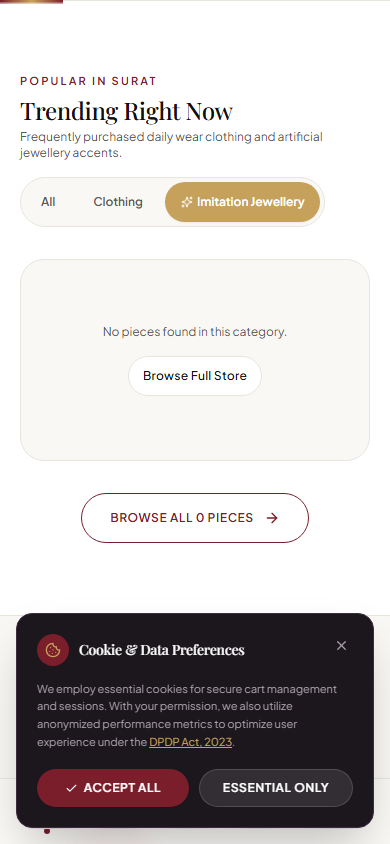 POPULAR IN SURAT
Trending Right Now
Frequently purchased daily wear clothing and artificial
jewellery accents.
All Clothing Imitation Jewellery
No pieces found in this category.
Browse Full Store
BROWSE ALL 0 PIECES
Cookie & Data Preferences
We employ essential cookies for secure cart management
and sessions. With your permission, we also utilize
anonymized performance metrics to optimize user
experience under the DPDP Act, 2023.
ACCEPT ALL ESSENTIAL ONLY